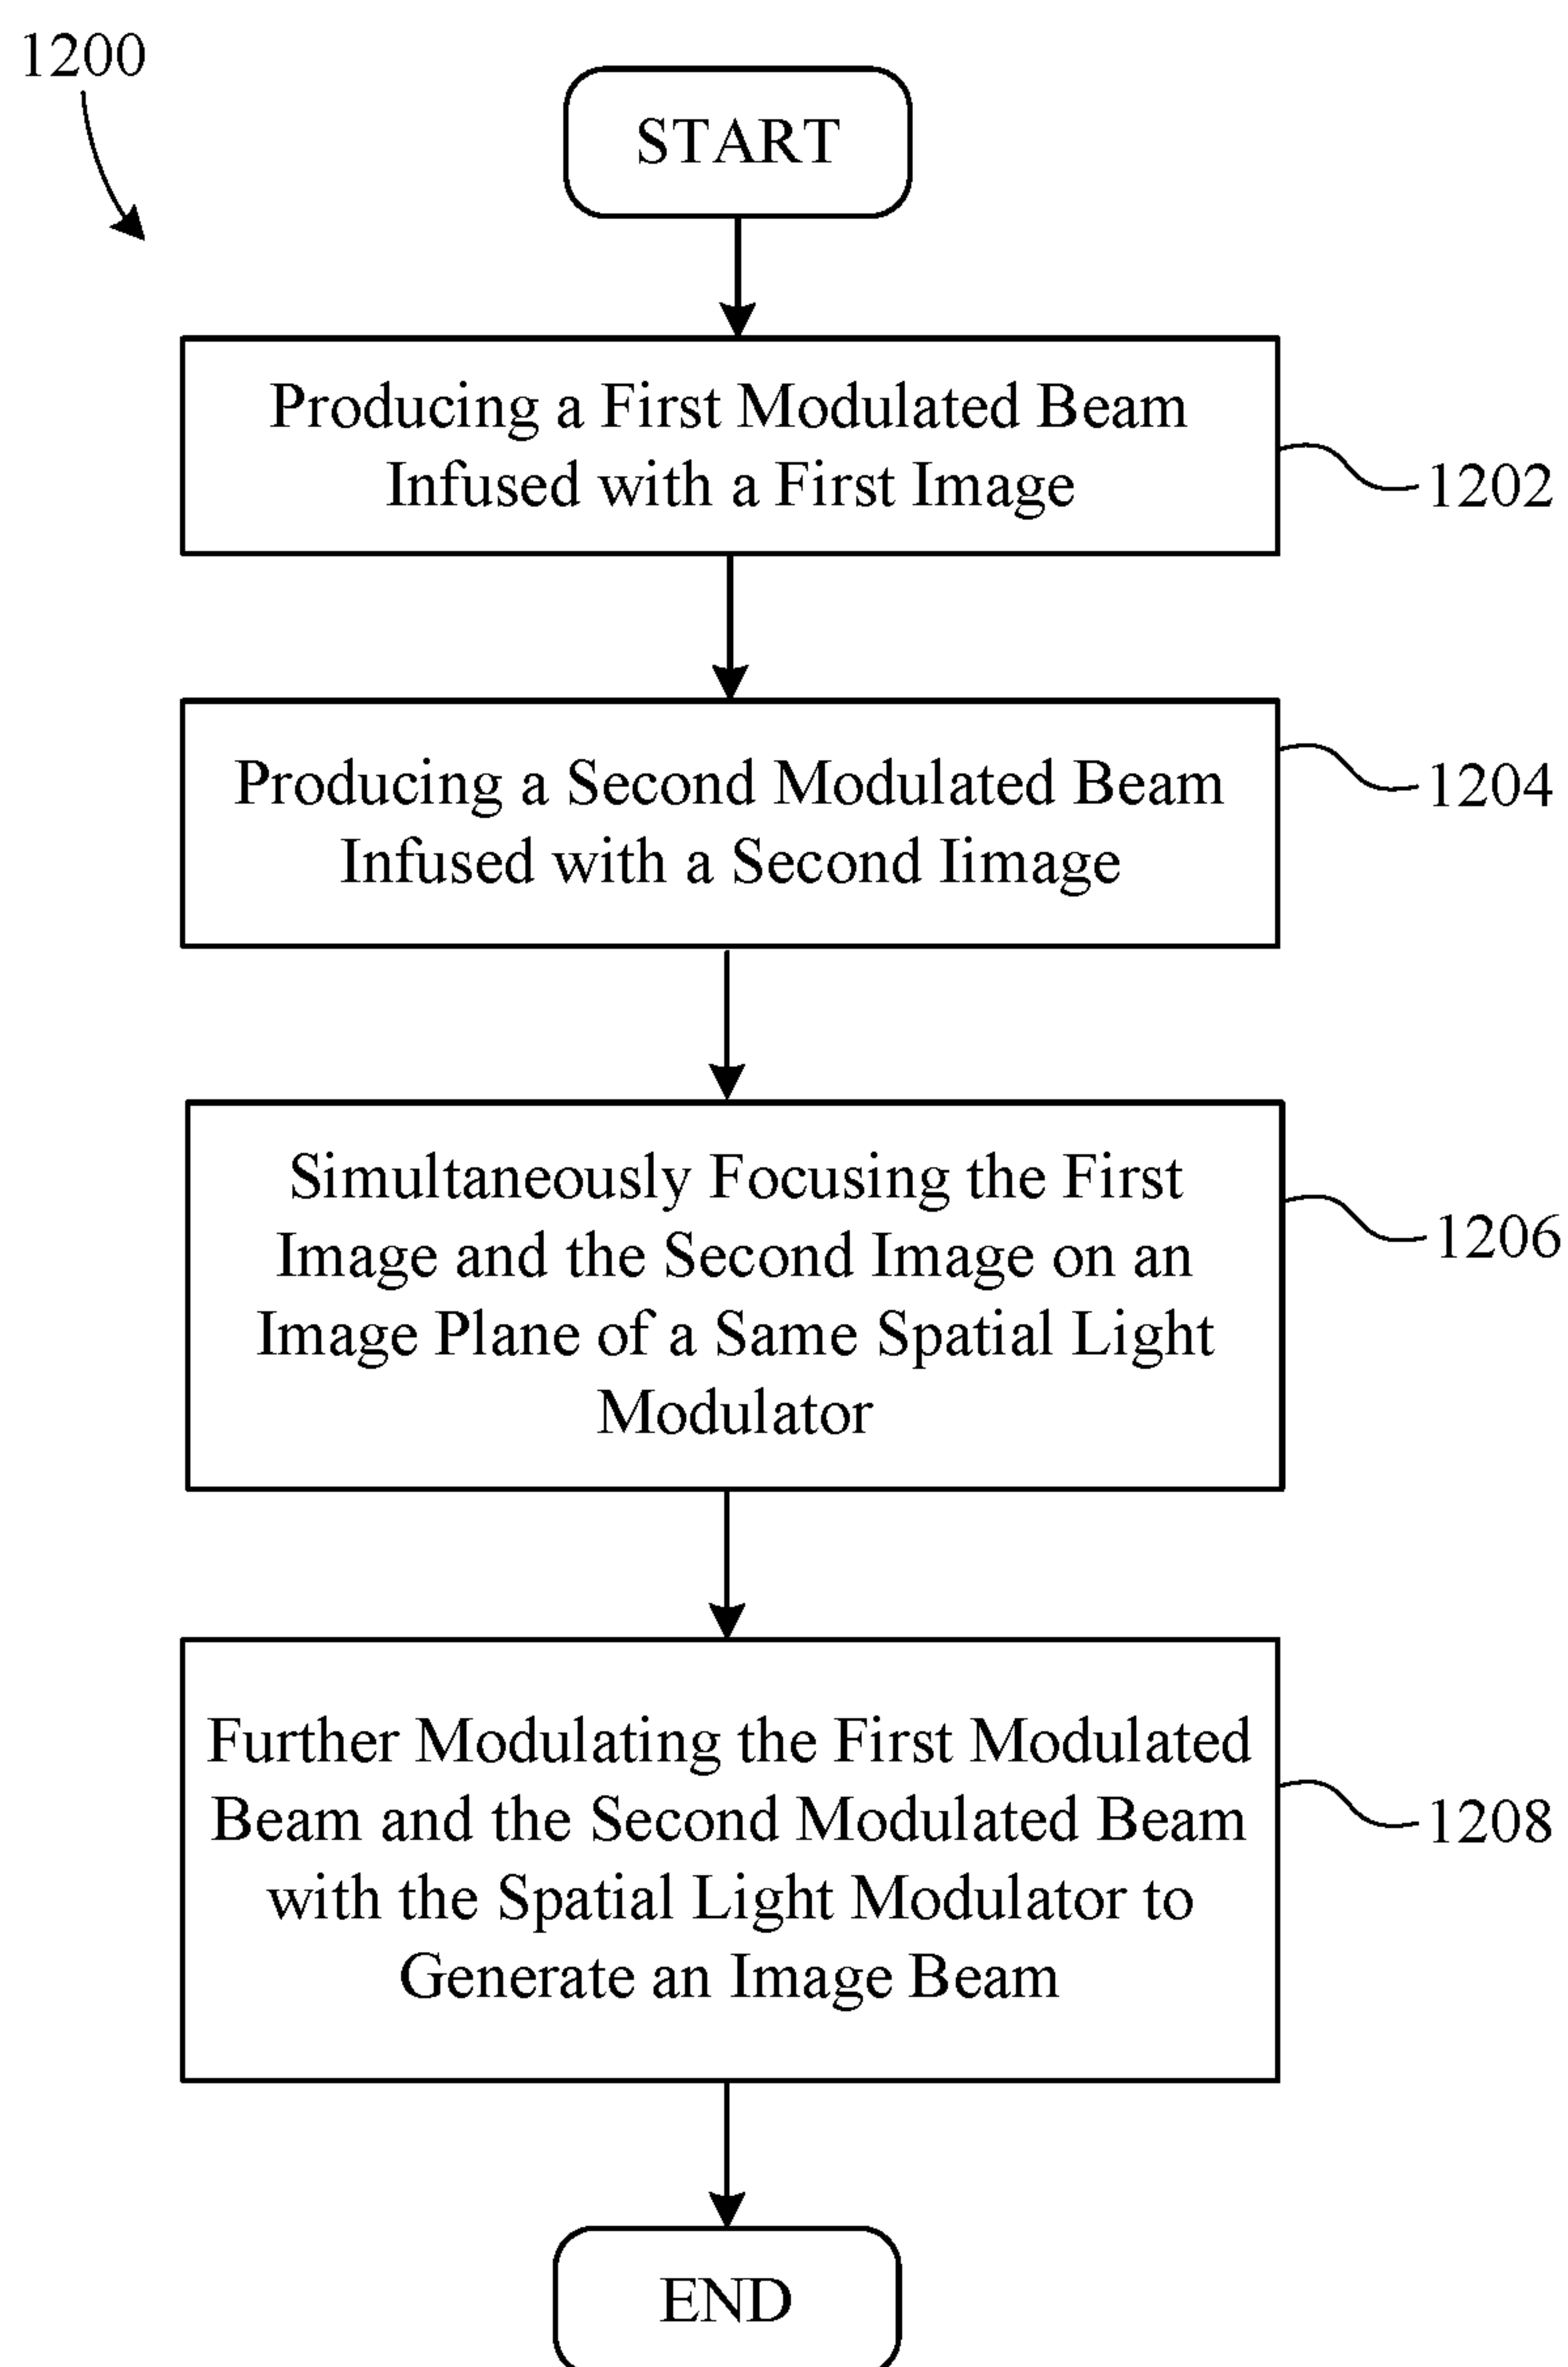 1200
START
Producing a First Modulated Beam
Infused with a First Image
1202
Producing a Second Modulated Beam
Infused with a Second Iimage
1204
Simultaneously Focusing the First
Image and the Second Image on an
Image Plane of a Same Spatial Light
Modulator
1206
Further Modulating the First Modulated
Beam and the Second Modulated Beam
with the Spatial Light Modulator to
Generate an Image Beam
1208
END